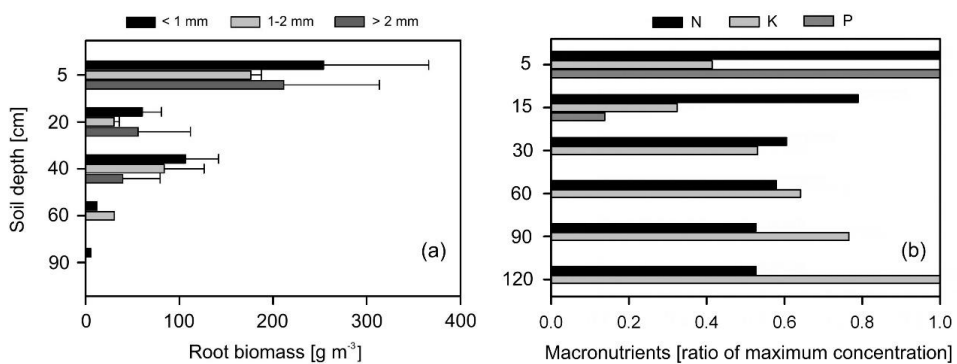 < 1 mm 1-2 mm > 2 mm
Soil depth [cm]
5
20
40
60
90
(a)
0 100 200 300 400
Root biomass [g m-3]
N K P
5
15
30
60
90
120
(b)
0.0 0.2 0.4 0.6 0.8 1.0
Macronutrients [ratio of maximum concentration]